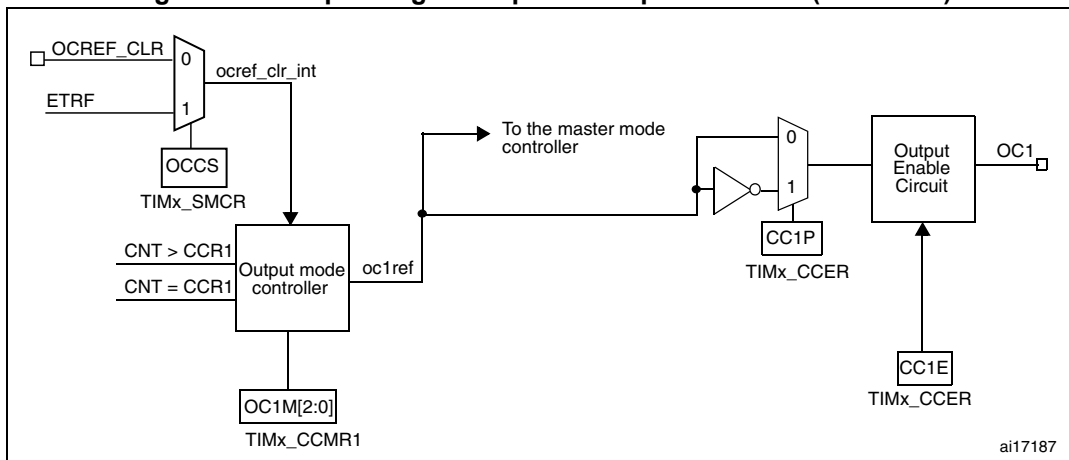 OCREF_CLR
0
ocref_clr_int
ETRF
1
OCCS
TIMx_SMCR
To the master mode
controller
0
1
CC1P
TIMx_CCER
Output
Enable
Circuit
OC1
CNT > CCR1
CNT = CCR1
Output mode
controller
oc1ref
OC1M[2:0]
TIMx_CCMR1
CC1E
TIMx_CCER
ai17187